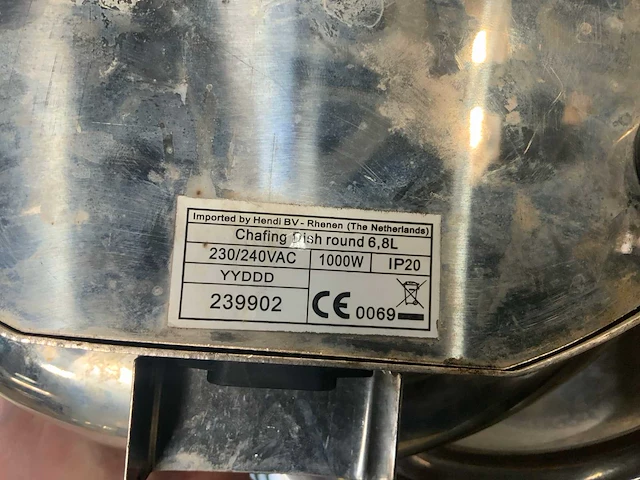 Imported by Hendi BV - Rhenen (The Netherlands)
Chafing Dish round 6,8L
230/240VAC 1000W IP20
YYDDD
239902 CE 0069